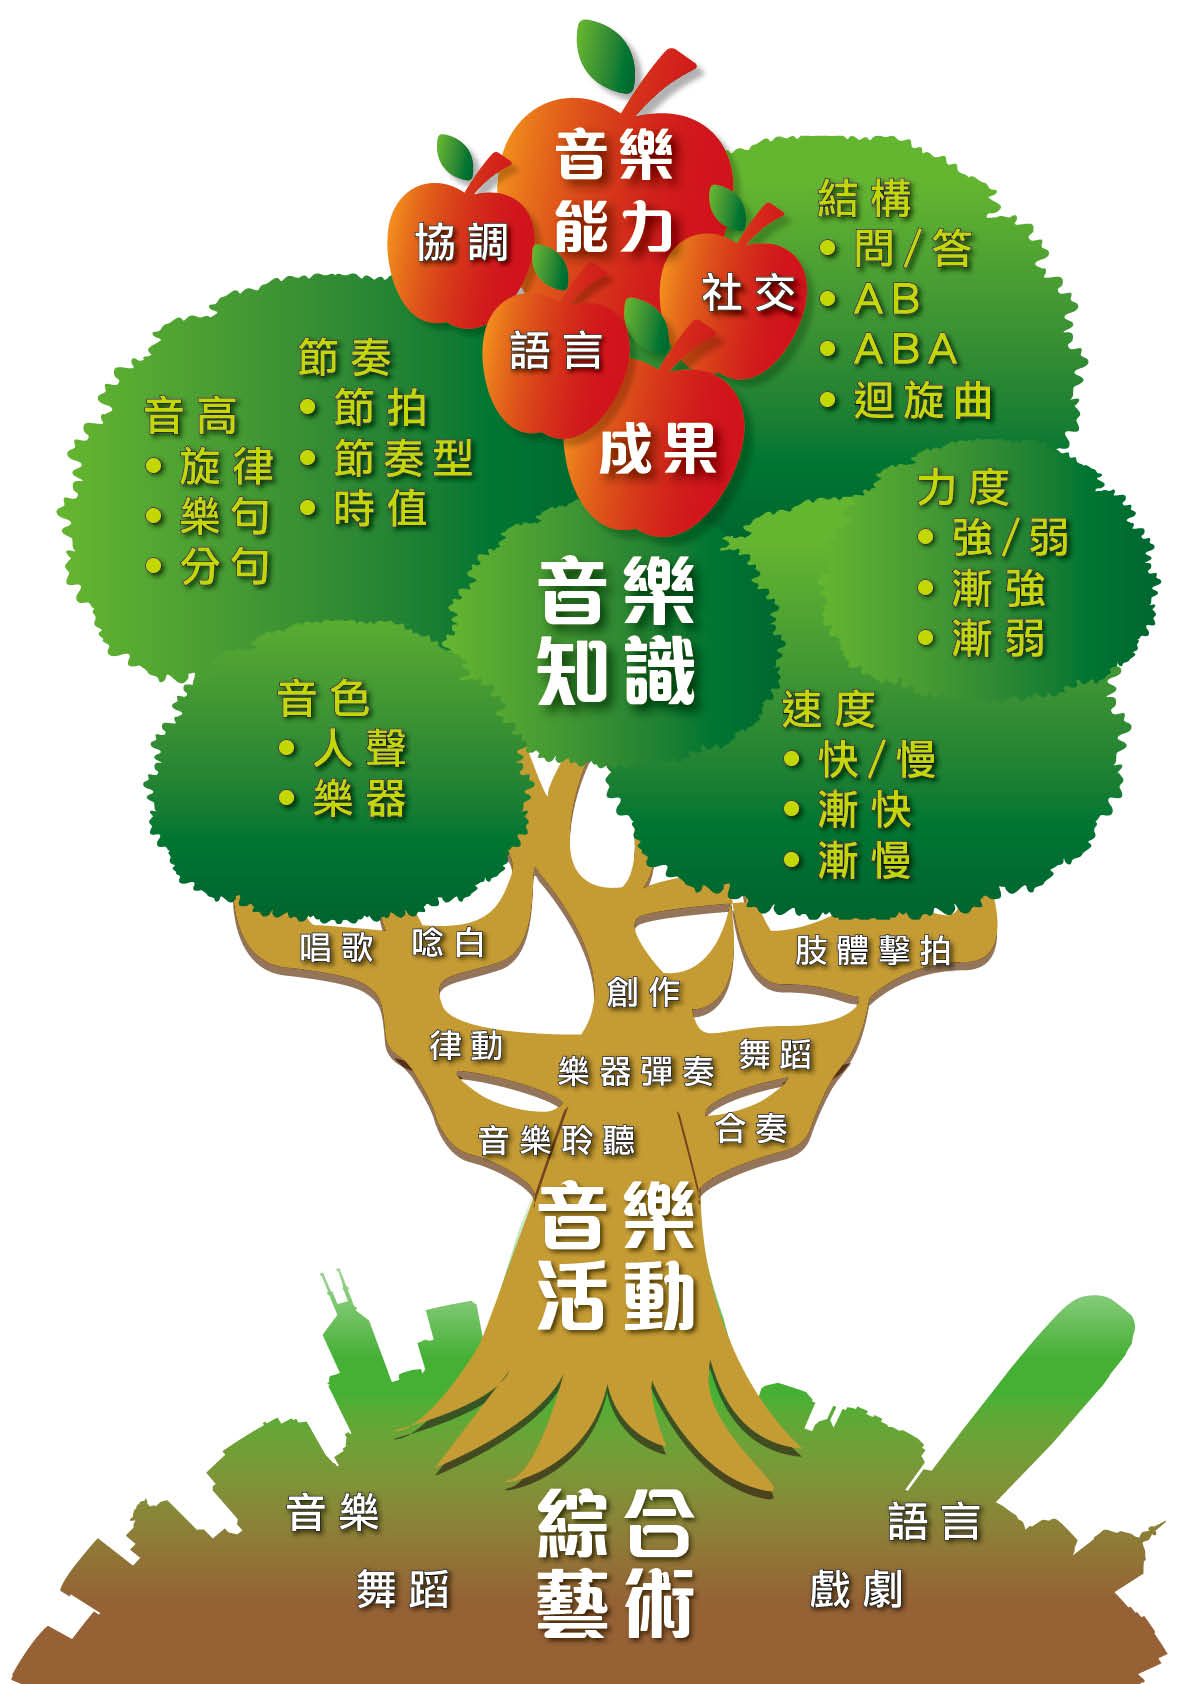 音樂
能力
協調
社交
語言
成果
結構
• 問/答
• AB
• ABA
• 迴旋曲
節奏
• 節拍
• 節奏型
• 時值
音高
• 旋律
• 樂句
• 分句
力度
• 強/弱
• 漸強
• 漸弱
音樂
知識
音色
• 人聲
• 樂器
速度
• 快/慢
• 漸快
• 漸慢
唱歌
唸白
肢體擊拍
創作
律動
樂器彈奏
舞蹈
音樂聆聽
合奏
音樂
活動
音樂
舞蹈
綜合
藝術
語言
戲劇